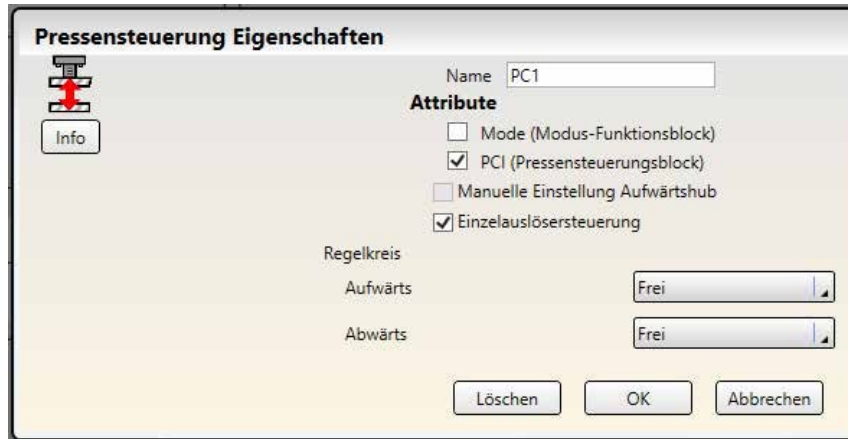 Pressensteuerung Eigenschaften
Name PC1
Attribute
Info
Mode (Modus-Funktionsblock)
PCI (Pressensteuerungsblock)
Manuelle Einstellung Aufwärtshub
Einzelauslösersteuerung
Regelkreis
Aufwärts Frei
Abwärts Frei
Löschen OK Abbrechen